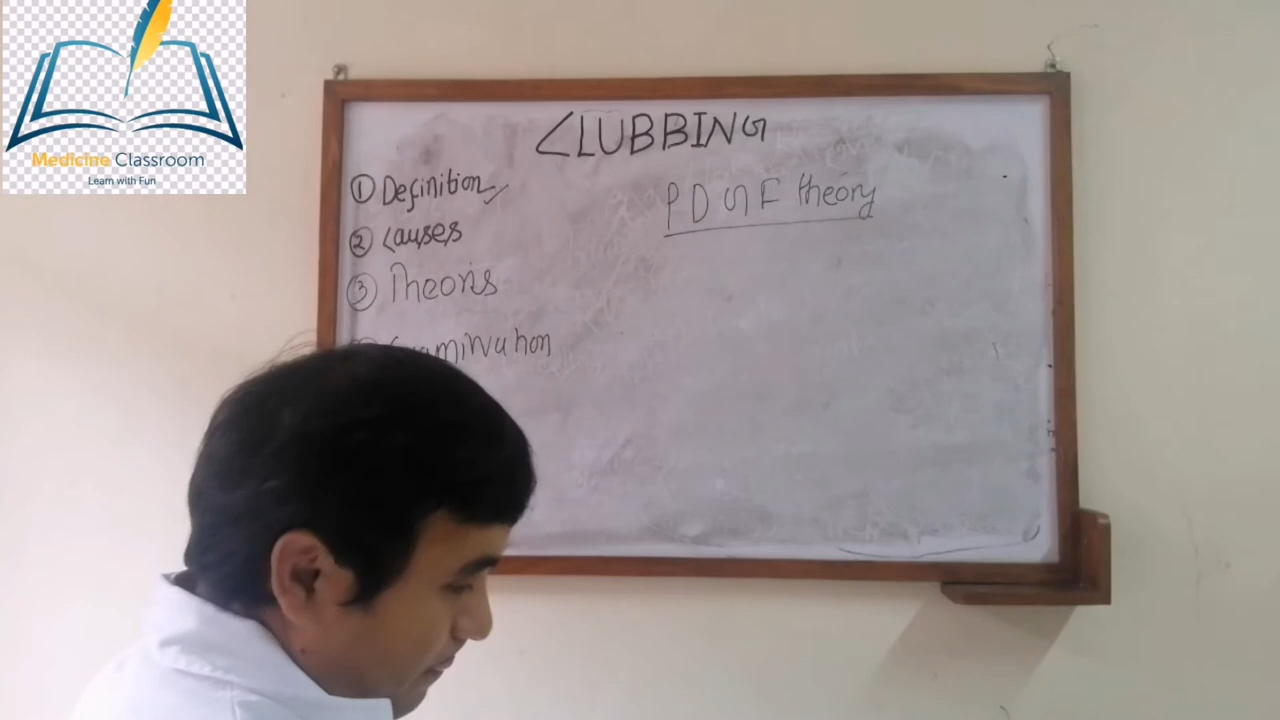 Medicine Classroom
Learn with Fun
CLUBBING
① Definition
② Causes
③ Theoris
PDGF theory